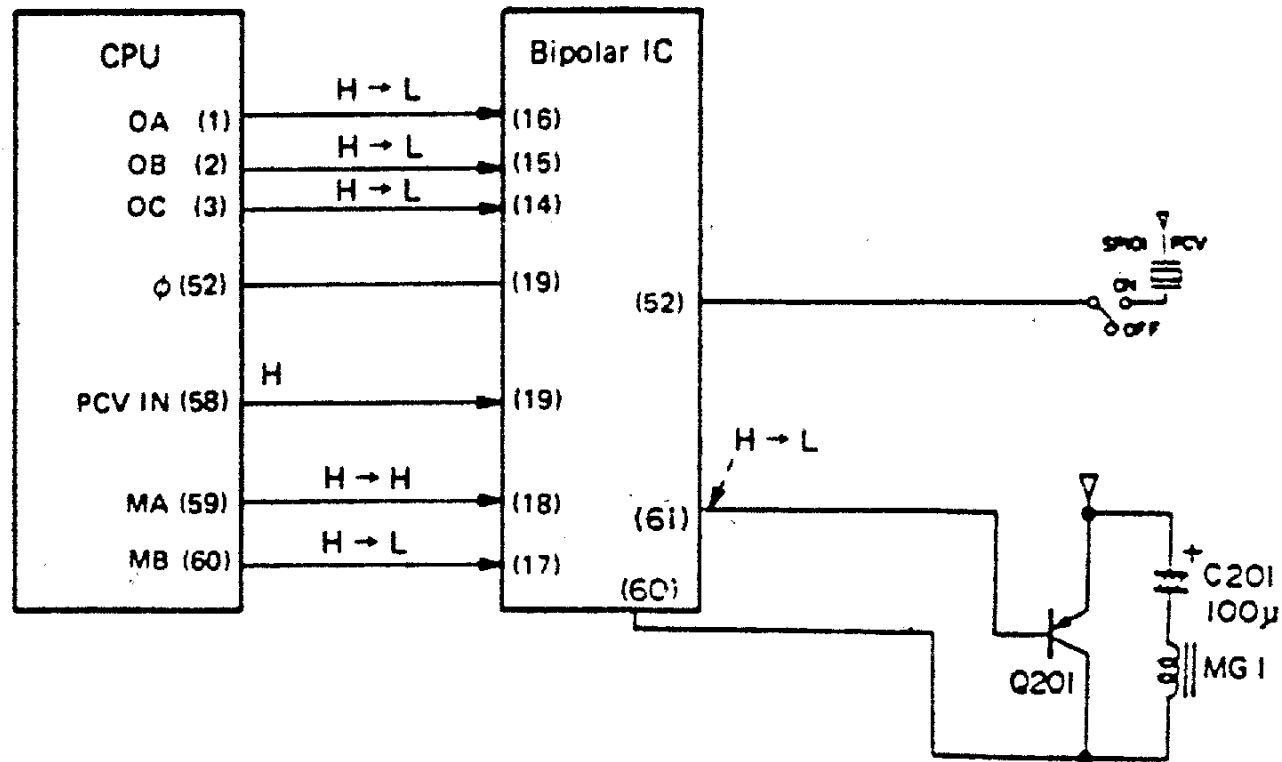 CPU
Bipolar IC
OA (1) H → L (16)
OB (2) H → L (15)
OC (3) H → L (14)
SP101 PCV
ϕ (52) (19)
(52)
ON
OFF
PCV IN (58) H (19)
H → L
MA (59) H → H (18)
(61)
MB (60) H → L (17)
(60)
+
C201
100μ
Q201
MG 1